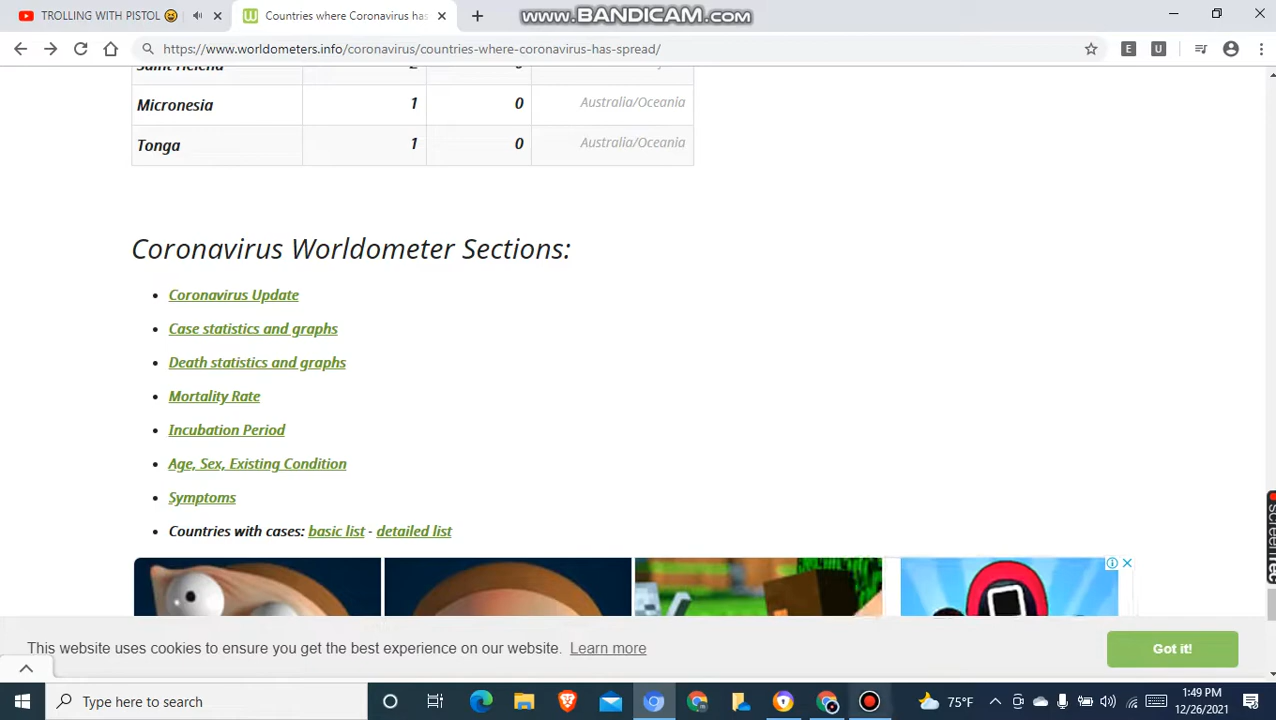 TROLLING WITH PISTOL
Countries where Coronavirus has
www.BANDICAM.com
https://www.worldometers.info/coronavirus/countries-where-coronavirus-has-spread/
E
U
Saint Helena 2
Micronesia 1 0 Australia/Oceania
Tonga 1 0 Australia/Oceania
Coronavirus Worldometer Sections:
• Coronavirus Update
• Case statistics and graphs
• Death statistics and graphs
• Mortality Rate
• Incubation Period
• Age, Sex, Existing Condition
• Symptoms
• Countries with cases: basic list - detailed list
This website uses cookies to ensure you get the best experience on our website. Learn more
Got it!
Type here to search
75°F
1:49 PM
12/26/2021